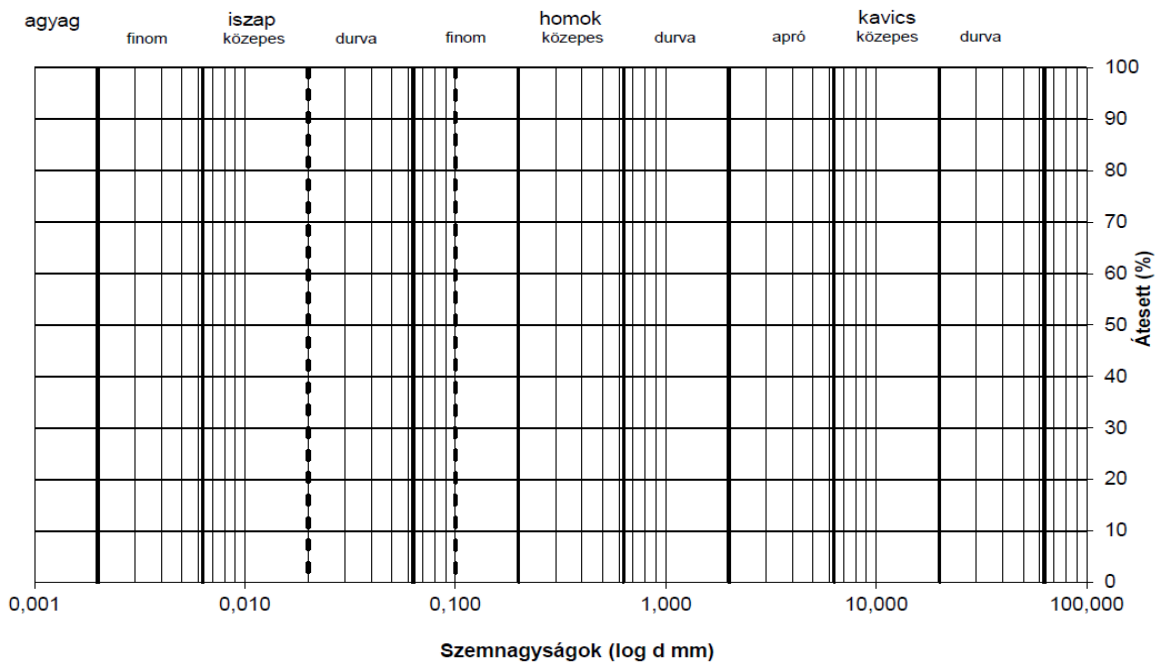 agyag iszap homok kavics
finom közepes durva finom közepes durva apró közepes durva
100
90
80
70
60
50
40
30
20
10
0
Átesett (%)
0,001 0,010 0,100 1,000 10,000 100,000
Szemnagyságok (log d mm)